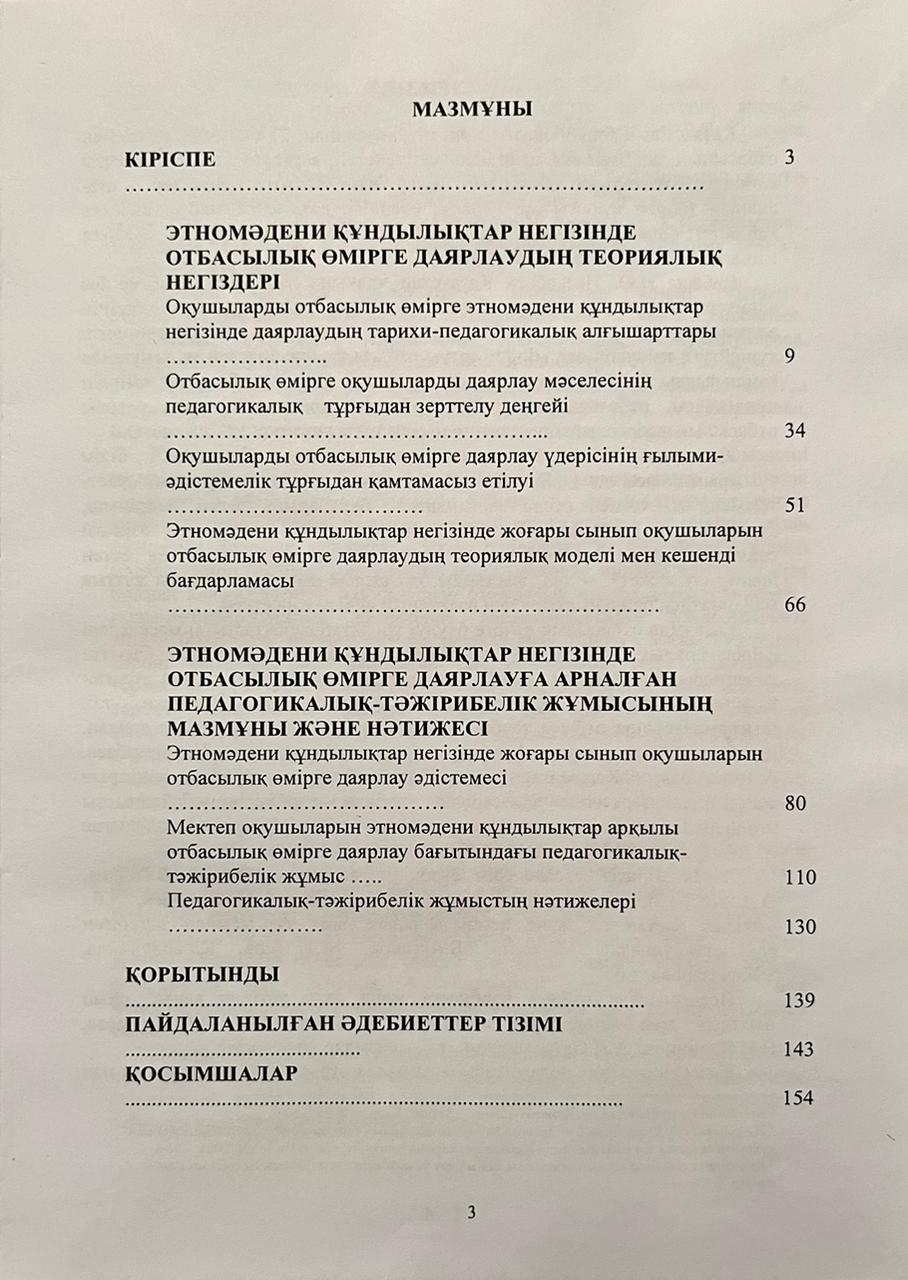 МАЗМҰНЫ
КІРІСПЕ 3
................................................................................................
ЭТНОМӘДЕНИ ҚҰНДЫЛЫҚТАР НЕГІЗІНДЕ
ОТБАСЫЛЫҚ ӨМІРГЕ ДАЯРЛАУДЫҢ ТЕОРИЯЛЫҚ
НЕГІЗДЕРІ
Оқушыларды отбасылық өмірге этномәдени құндылықтар
негізінде даярлаудың тарихи-педагогикалық алғышарттары
........................... 9
Отбасылық өмірге оқушыларды даярлау мәселесінің
педагогикалық тұрғыдан зерттелу деңгейі
................................................................ 34
Оқушыларды отбасылық өмірге даярлау үдерісінің ғылыми-
әдістемелік тұрғыдан қамтамасыз етілуі
........................................... 51
Этномәдени құндылықтар негізінде жоғары сынып оқушыларын
отбасылық өмірге даярлаудың теориялық моделі мен кешенді
бағдарламасы
.................................................................................. 66
ЭТНОМӘДЕНИ ҚҰНДЫЛЫҚТАР НЕГІЗІНДЕ
ОТБАСЫЛЫҚ ӨМІРГЕ ДАЯРЛАУҒА АРНАЛҒАН
ПЕДАГОГИКАЛЫҚ-ТӘЖІРИБЕЛІК ЖҰМЫСЫНЫҢ
МАЗМҰНЫ ЖӘНЕ НӘТИЖЕСІ
Этномәдени құндылықтар негізінде жоғары сынып оқушыларын
отбасылық өмірге даярлау әдістемесі
.............................................. 80
Мектеп оқушыларын этномәдени құндылықтар арқылы
отбасылық өмірге даярлау бағытындағы педагогикалық-
тәжірибелік жұмыс ….. 110
Педагогикалық-тәжірибелік жұмыстың нәтижелері
.......................... 130
ҚОРЫТЫНДЫ
....................................................................................... 139
ПАЙДАЛАНЫЛҒАН ӘДЕБИЕТТЕР ТІЗІМІ
....................................... 143
ҚОСЫМШАЛАР
................................................................................... 154
3